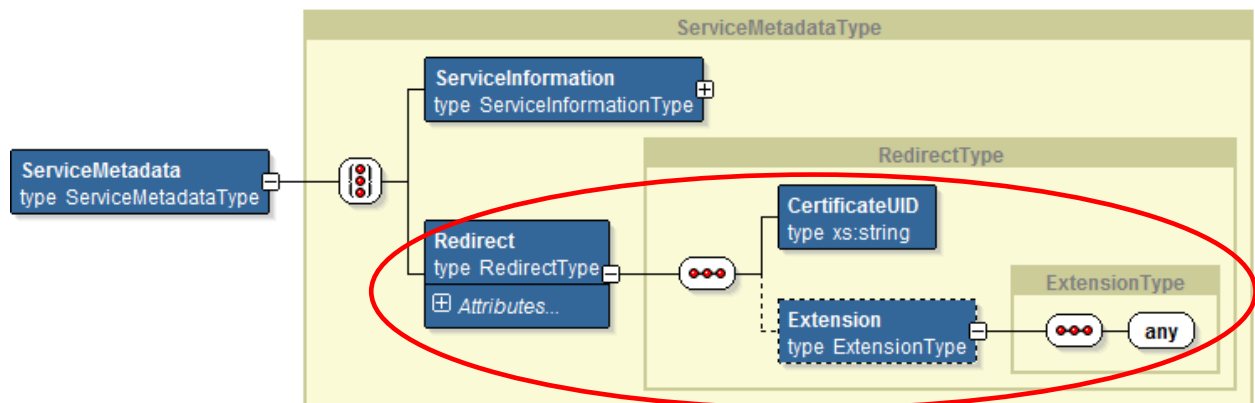 ServiceMetadataType
ServiceInformation
type ServiceInformationType
ServiceMetadata
type ServiceMetadataType
RedirectType
CertificateUID
type xs:string
Redirect
type RedirectType
Attributes...
ExtensionType
Extension
type ExtensionType
any